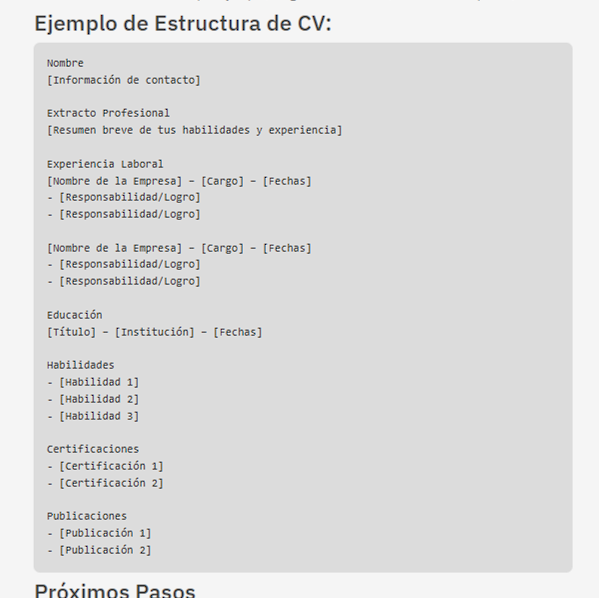 Ejemplo de Estructura de CV:
Nombre
[Información de contacto]
Extracto Profesional
[Resumen breve de tus habilidades y experiencia]
Experiencia Laboral
[Nombre de la Empresa] – [Cargo] – [Fechas]
- [Responsabilidad/Logro]
- [Responsabilidad/Logro]
[Nombre de la Empresa] – [Cargo] – [Fechas]
- [Responsabilidad/Logro]
- [Responsabilidad/Logro]
Educación
[Título] – [Institución] – [Fechas]
Habilidades
- [Habilidad 1]
- [Habilidad 2]
- [Habilidad 3]
Certificaciones
- [Certificación 1]
- [Certificación 2]
Publicaciones
- [Publicación 1]
- [Publicación 2]
Próximos Pasos